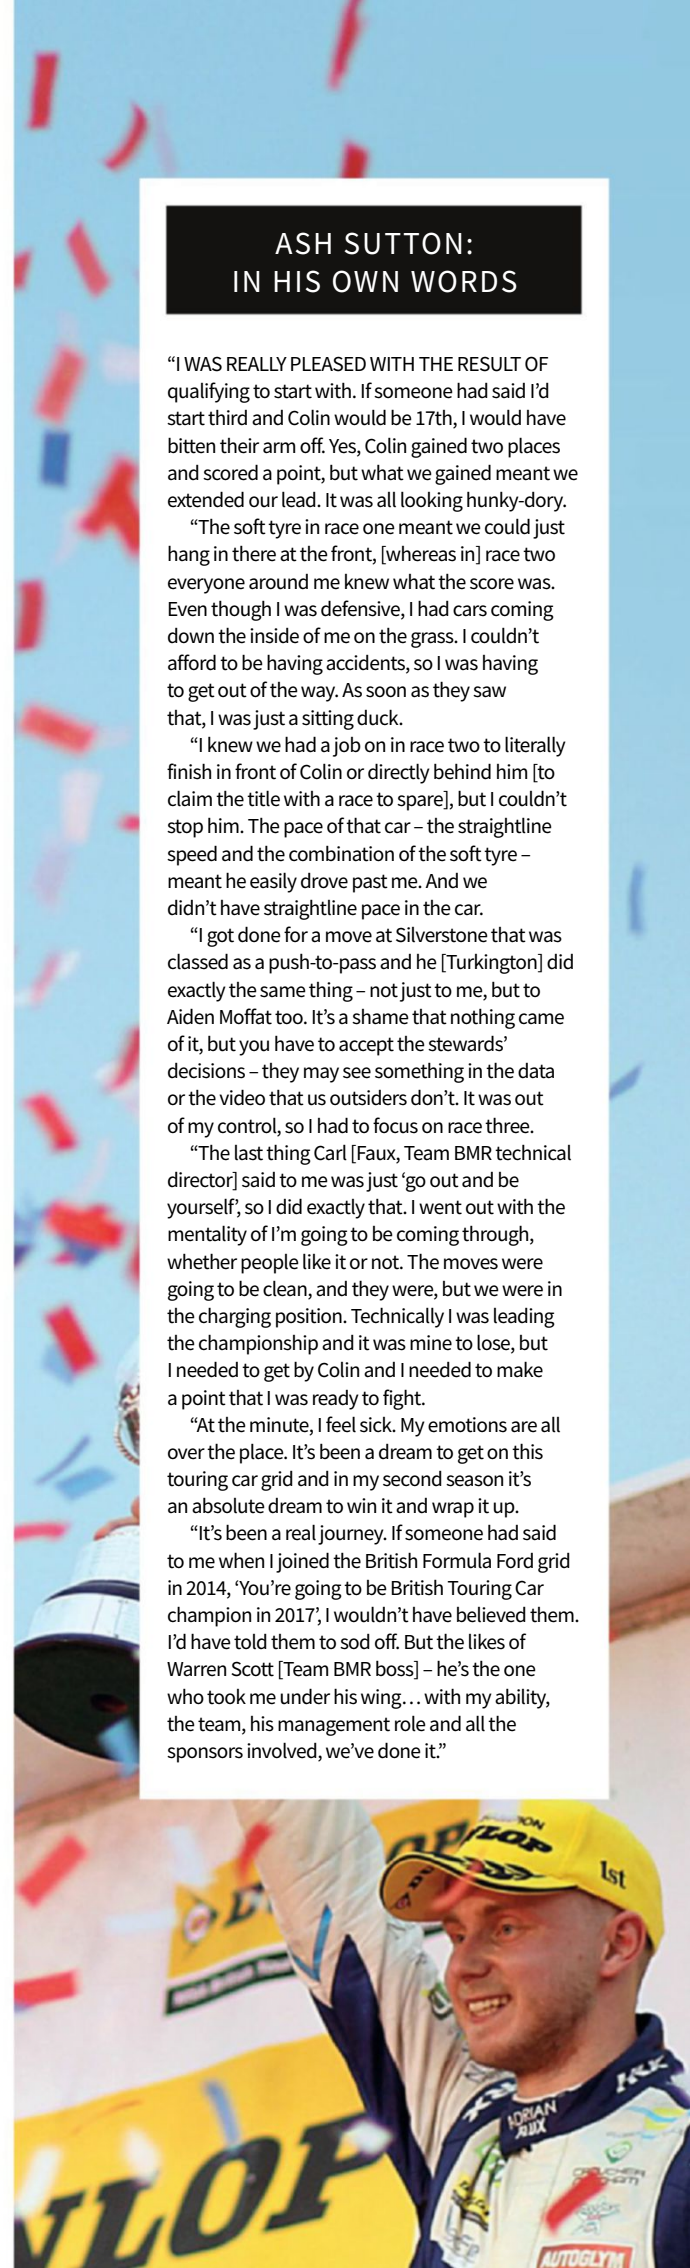 ASH SUTTON:
IN HIS OWN WORDS
“I WAS REALLY PLEASED WITH THE RESULT OF
qualifying to start with. If someone had said I’d
start third and Colin would be 17th, I would have
bitten their arm off. Yes, Colin gained two places
and scored a point, but what we gained meant we
extended our lead. It was all looking hunky-dory.
“The soft tyre in race one meant we could just
hang in there at the front, [whereas in] race two
everyone around me knew what the score was.
Even though I was defensive, I had cars coming
down the inside of me on the grass. I couldn’t
afford to be having accidents, so I was having
to get out of the way. As soon as they saw
that, I was just a sitting duck.
“I knew we had a job on in race two to literally
finish in front of Colin or directly behind him [to
claim the title with a race to spare], but I couldn’t
stop him. The pace of that car – the straightline
speed and the combination of the soft tyre –
meant he easily drove past me. And we
didn’t have straightline pace in the car.
“I got done for a move at Silverstone that was
classed as a push-to-pass and he [Turkington] did
exactly the same thing – not just to me, but to
Aiden Moffat too. It’s a shame that nothing came
of it, but you have to accept the stewards’
decisions – they may see something in the data
or the video that us outsiders don’t. It was out
of my control, so I had to focus on race three.
“The last thing Carl [Faux, Team BMR technical
director] said to me was just ‘go out and be
yourself’, so I did exactly that. I went out with the
mentality of I’m going to be coming through,
whether people like it or not. The moves were
going to be clean, and they were, but we were in
the charging position. Technically I was leading
the championship and it was mine to lose, but
I needed to get by Colin and I needed to make
a point that I was ready to fight.
“At the minute, I feel sick. My emotions are all
over the place. It’s been a dream to get on this
touring car grid and in my second season it’s
an absolute dream to win it and wrap it up.
“It’s been a real journey. If someone had said
to me when I joined the British Formula Ford grid
in 2014, ‘You’re going to be British Touring Car
champion in 2017’, I wouldn’t have believed them.
I’d have told them to sod off. But the likes of
Warren Scott [Team BMR boss] – he’s the one
who took me under his wing… with my ability,
the team, his management role and all the
sponsors involved, we’ve done it.”
1st
ADRIAN
FLUX
AUTOGLYM